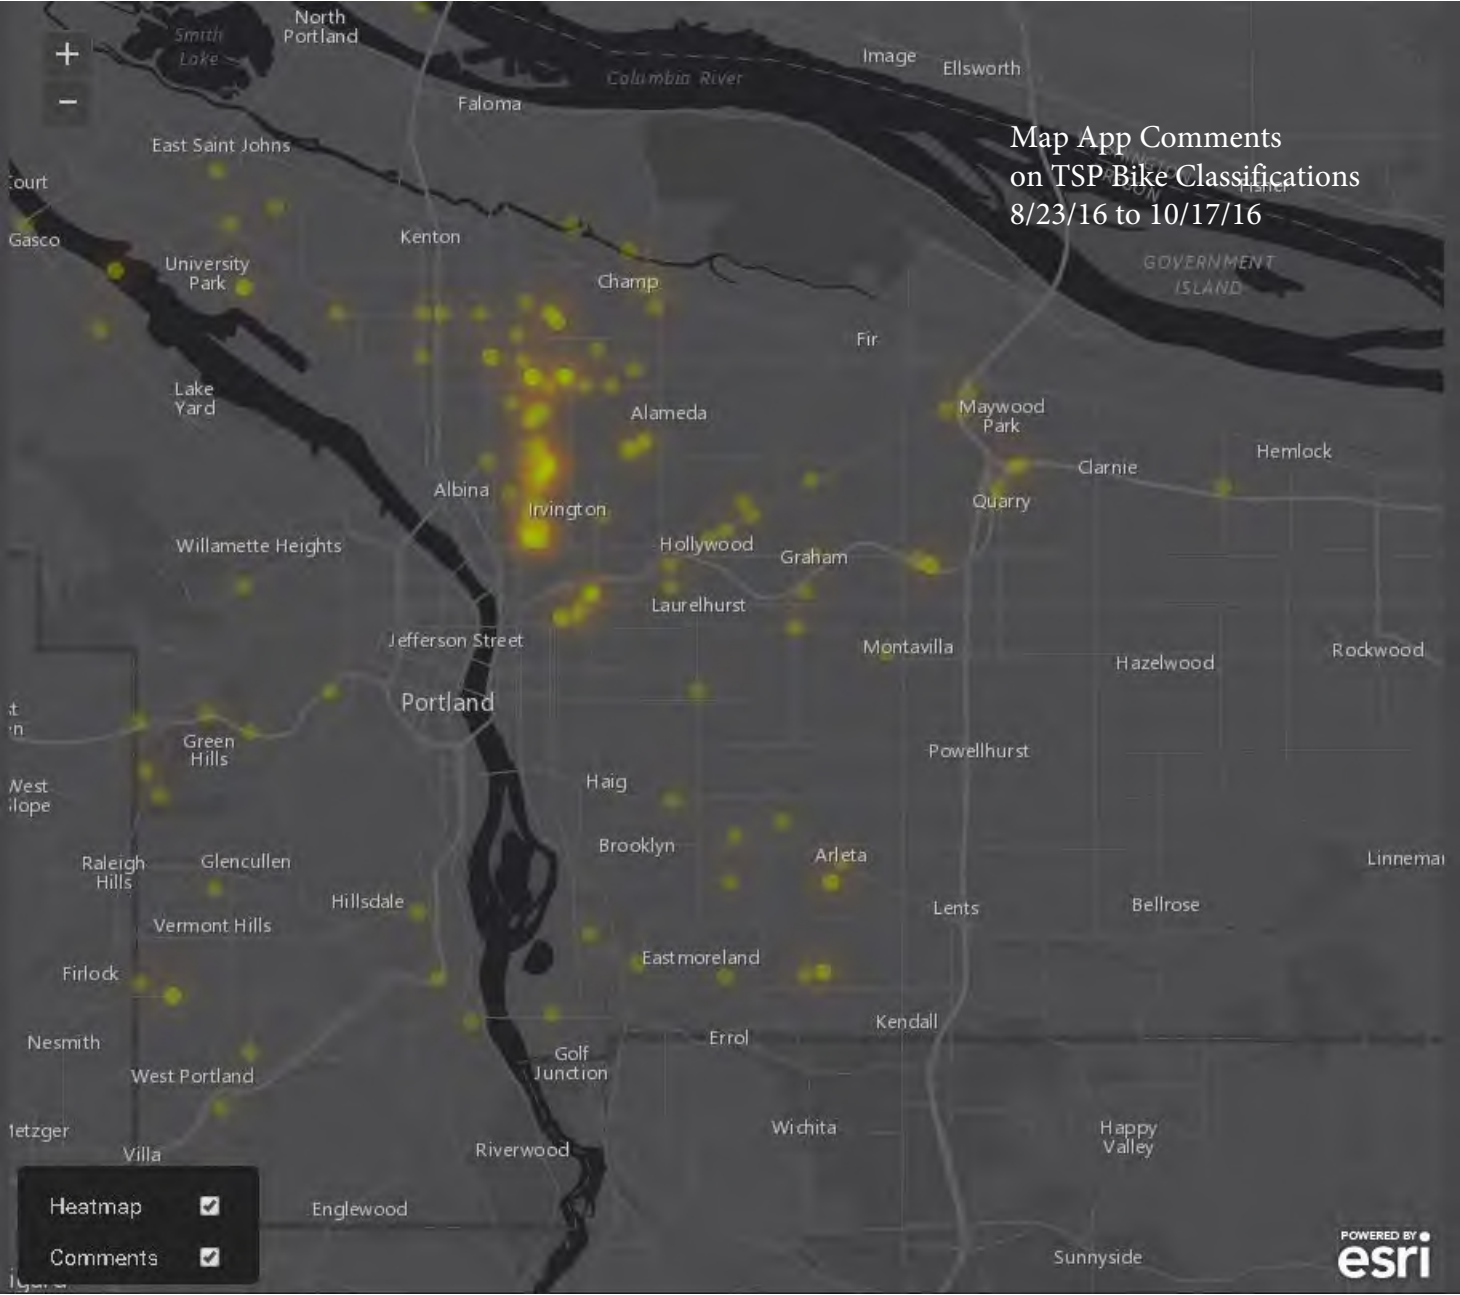 North
Portland
Smith
Lake
+
−
Image
Ellsworth
Columbia River
Faloma
Map App Comments
on TSP Bike Classifications
8/23/16 to 10/17/16
East Saint Johns
Gasco
Kenton
University
Park
Champ
GOVERNMENT
ISLAND
Fir
Lake
Yard
Alameda
Maywood
Park
Hemlock
Clarnie
Albina
Irvington
Quarry
Willamette Heights
Hollywood
Graham
Laurelhurst
Jefferson Street
Montavilla
Hazelwood
Rockwood
Portland
Green
Hills
Powellhurst
Haig
West
Brooklyn
Arleta
Raleigh
Hills
Glencullen
Hillsdale
Lents
Bellrose
Vermont Hills
Firlock
Eastmoreland
Kendall
Nesmith
Errol
Golf
Junction
West Portland
Wichita
Happy
Valley
Villa
Riverwood
Heatmap
Englewood
Comments
Sunnyside
POWERED BY
esri